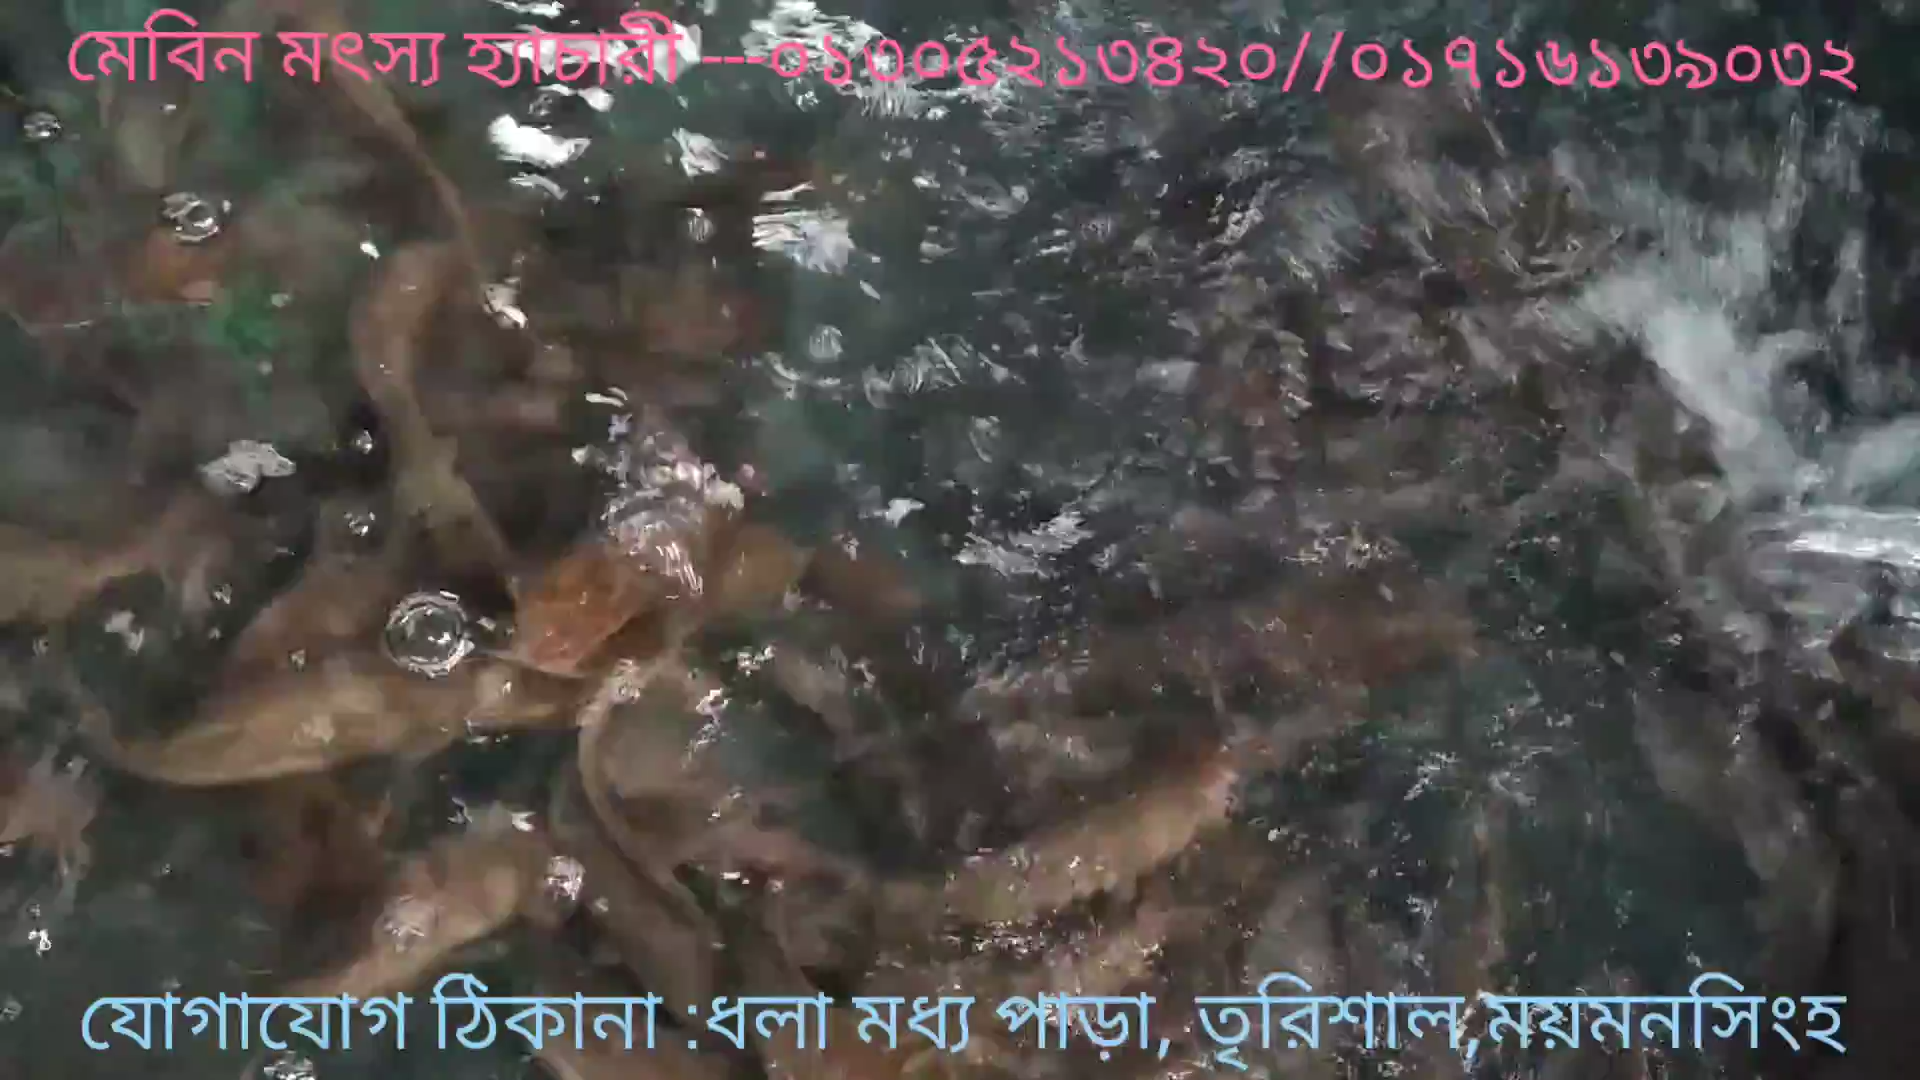 মেবিন মৎস্য হ্যাচারী ---০১৩০৫২১৩৪২০//০১৭১৬১৩৯০৩২
যোগাযোগ ঠিকানা :ধলা মধ্য পাড়া, তৃরিশাল,ময়মনসিংহ